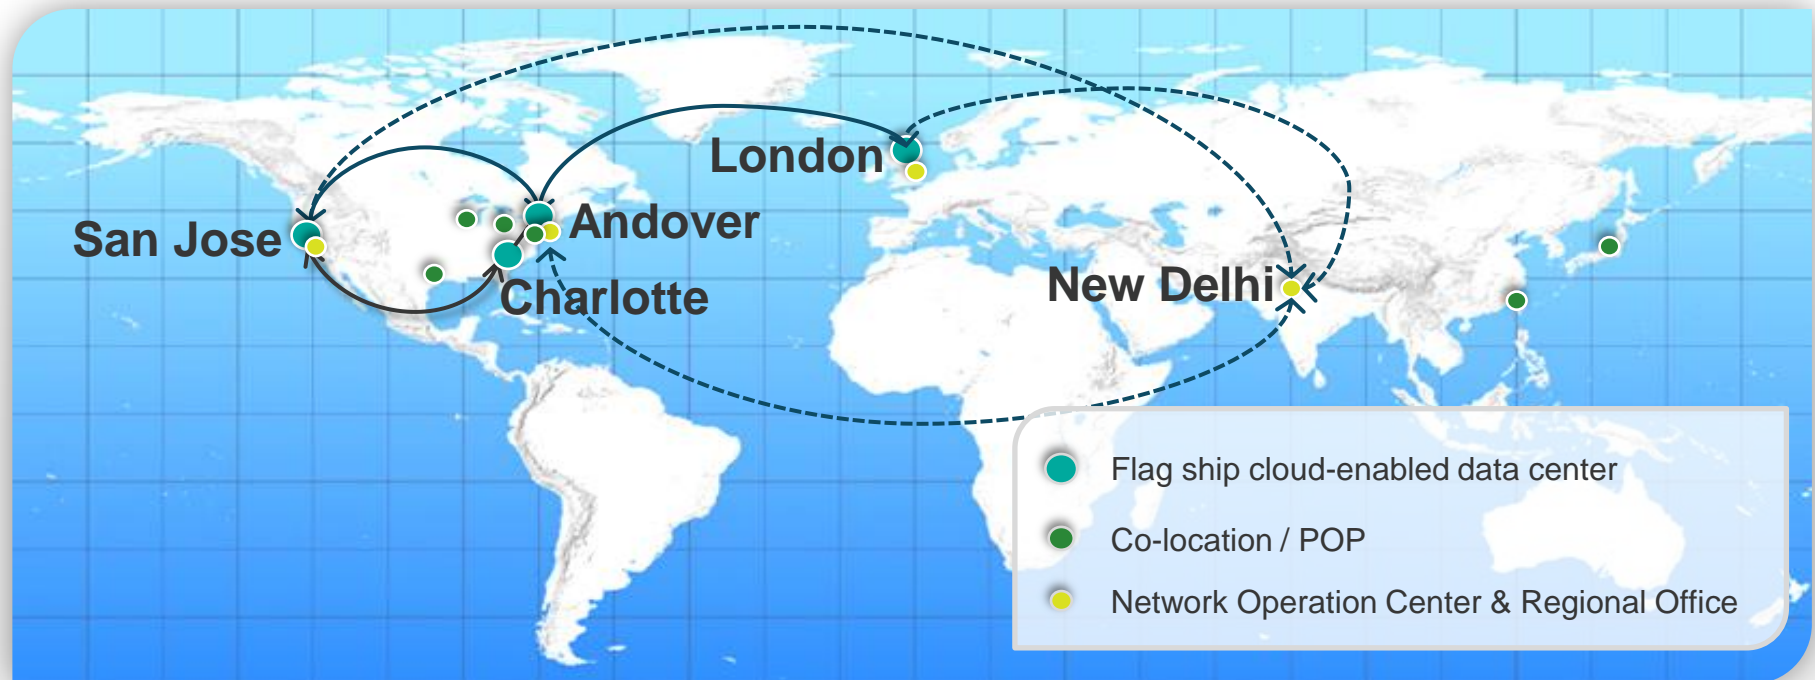 London
San Jose
Andover
Charlotte
New Delhi
Flag ship cloud-enabled data center
Co-location / POP
Network Operation Center & Regional Office